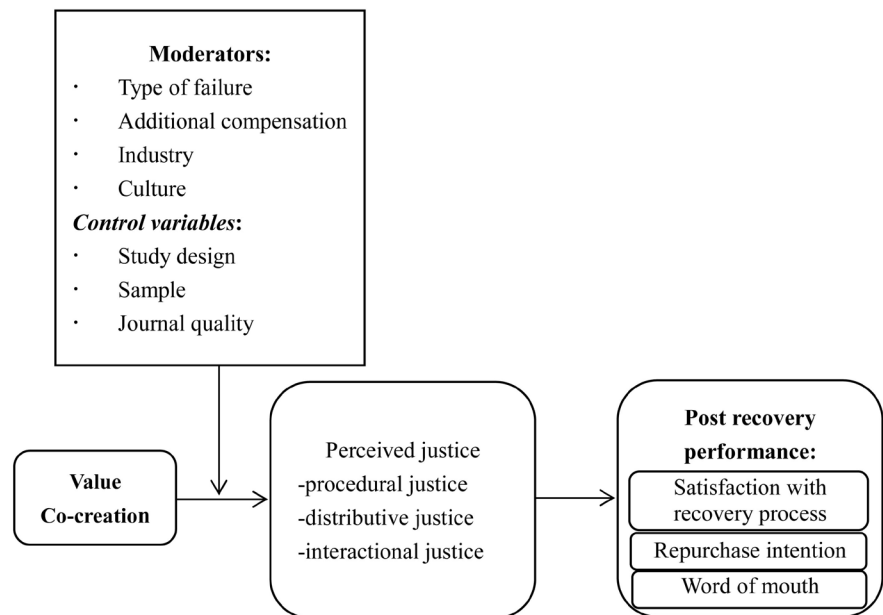 Moderators:
· Type of failure
· Additional compensation
· Industry
· Culture
Control variables:
· Study design
· Sample
· Journal quality
Value
Co-creation
Perceived justice
-procedural justice
-distributive justice
-interactional justice
Post recovery
performance:
Satisfaction with
recovery process
Repurchase intention
Word of mouth